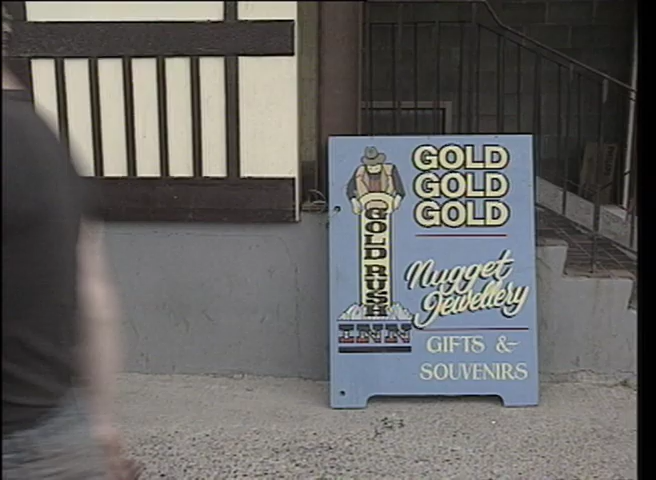 GOLD
GOLD
GOLD
GOLD RUSH
INN
Nugget
Jewellery
GIFTS &
SOUVENIRS